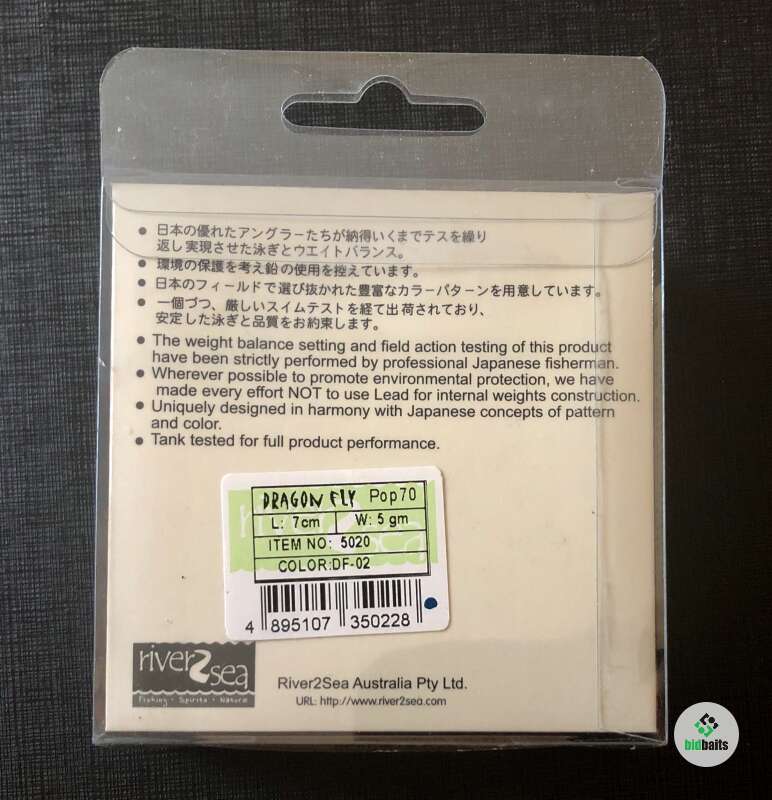 ● 日本の優れたアングラーたちが納得いくまでテスを繰り
返し実現させた泳ぎとウエイトバランス。
● 環境の保護を考え鉛の使用を控えています。
● 日本のフィールドで選び抜かれた豊富なカラーパターンを用意しています。
● 一個づつ、厳しいスイムテストを経て出荷されており、
安定した泳ぎと品質をお約束します。
● The weight balance setting and field action testing of this product
have been strictly performed by professional Japanese fisherman.
● Wherever possible to promote environmental protection, we have
made every effort NOT to use Lead for internal weights construction.
● Uniquely designed in harmony with Japanese concepts of pattern
and color.
● Tank tested for full product performance.
DRAGON FLY Pop70
L: 7cm W: 5 gm
ITEM NO: 5020
COLOR:DF-02
4 895107 350228
river2sea
Fishing · Spirits · Nature
River2Sea Australia Pty Ltd.
URL: http://www.river2sea.com
bidbaits